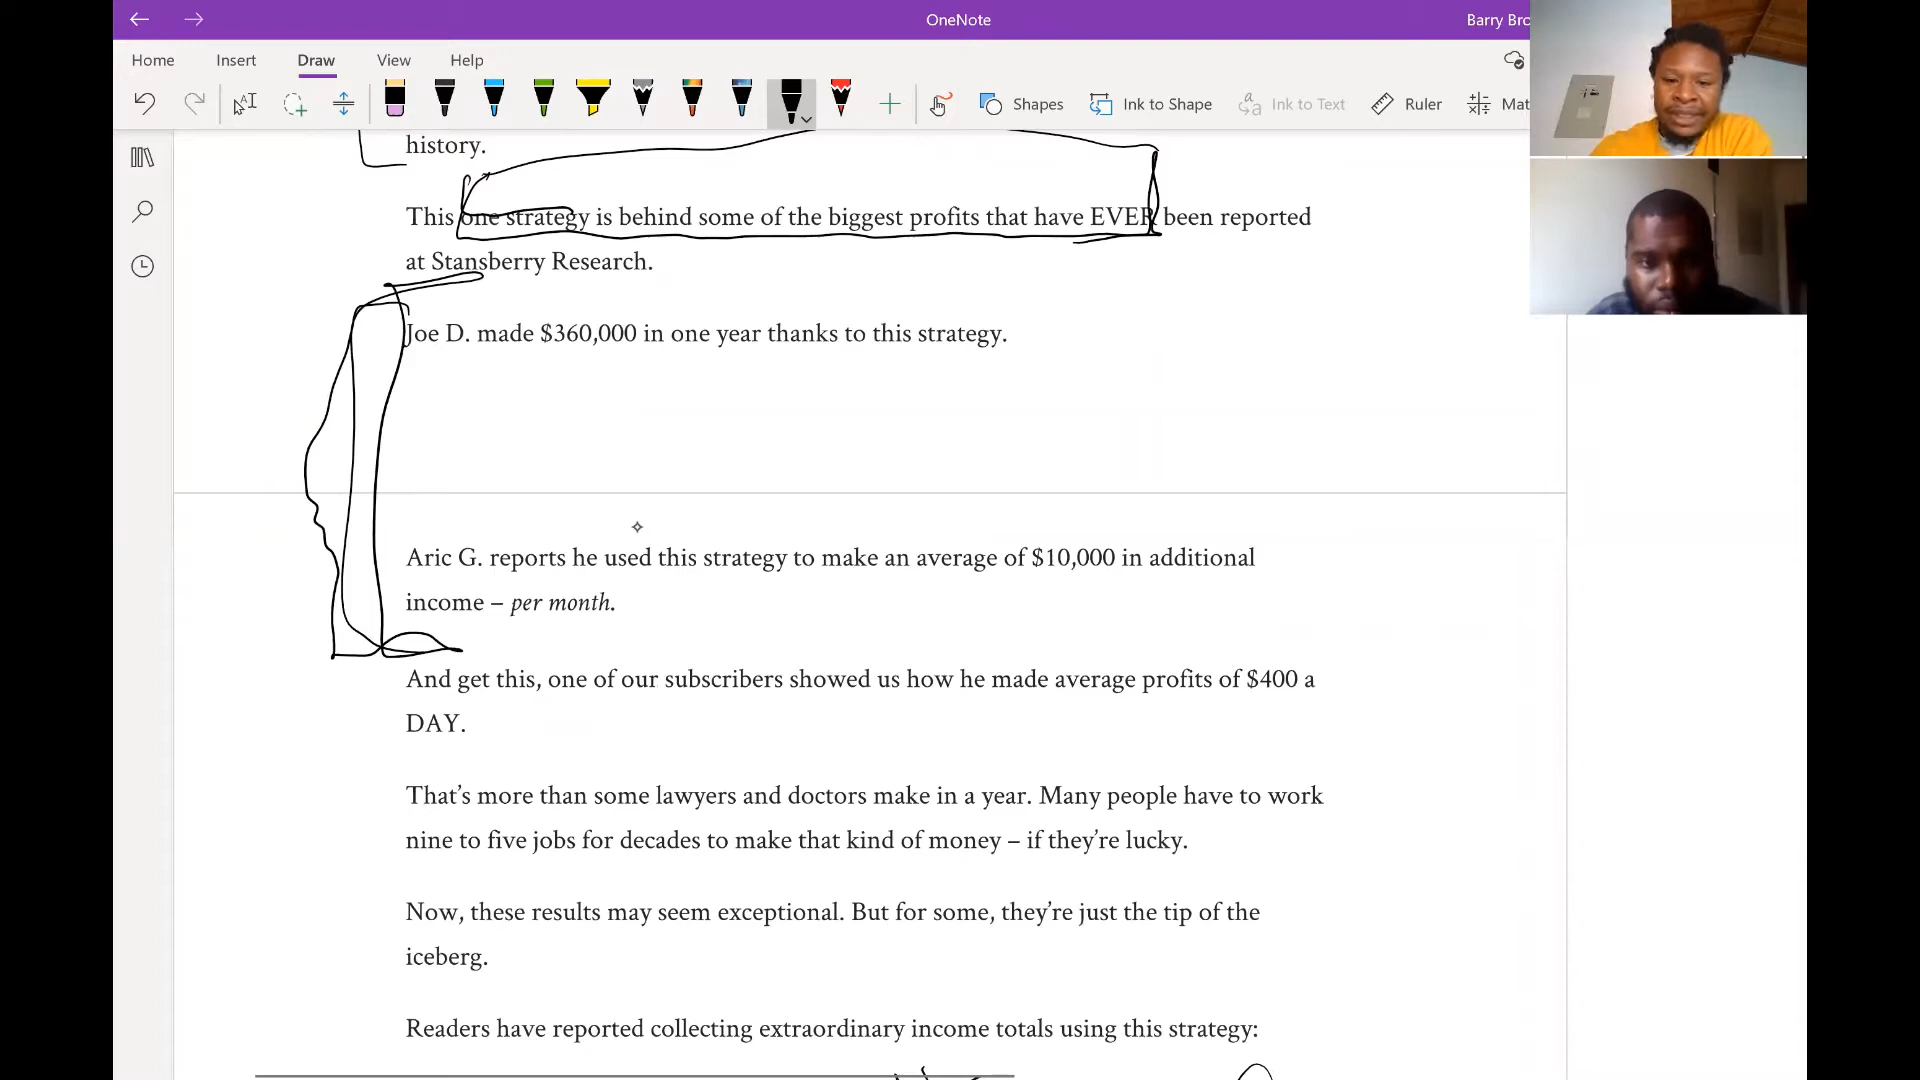 OneNote
Barry Bro
Home Insert Draw View Help
Shapes Ink to Shape Ink to Text Ruler Mat
history.
This one strategy is behind some of the biggest profits that have EVER been reported
at Stansberry Research.
Joe D. made $360,000 in one year thanks to this strategy.
Aric G. reports he used this strategy to make an average of $10,000 in additional
income – per month.
And get this, one of our subscribers showed us how he made average profits of $400 a
DAY.
That’s more than some lawyers and doctors make in a year. Many people have to work
nine to five jobs for decades to make that kind of money – if they’re lucky.
Now, these results may seem exceptional. But for some, they’re just the tip of the
iceberg.
Readers have reported collecting extraordinary income totals using this strategy: